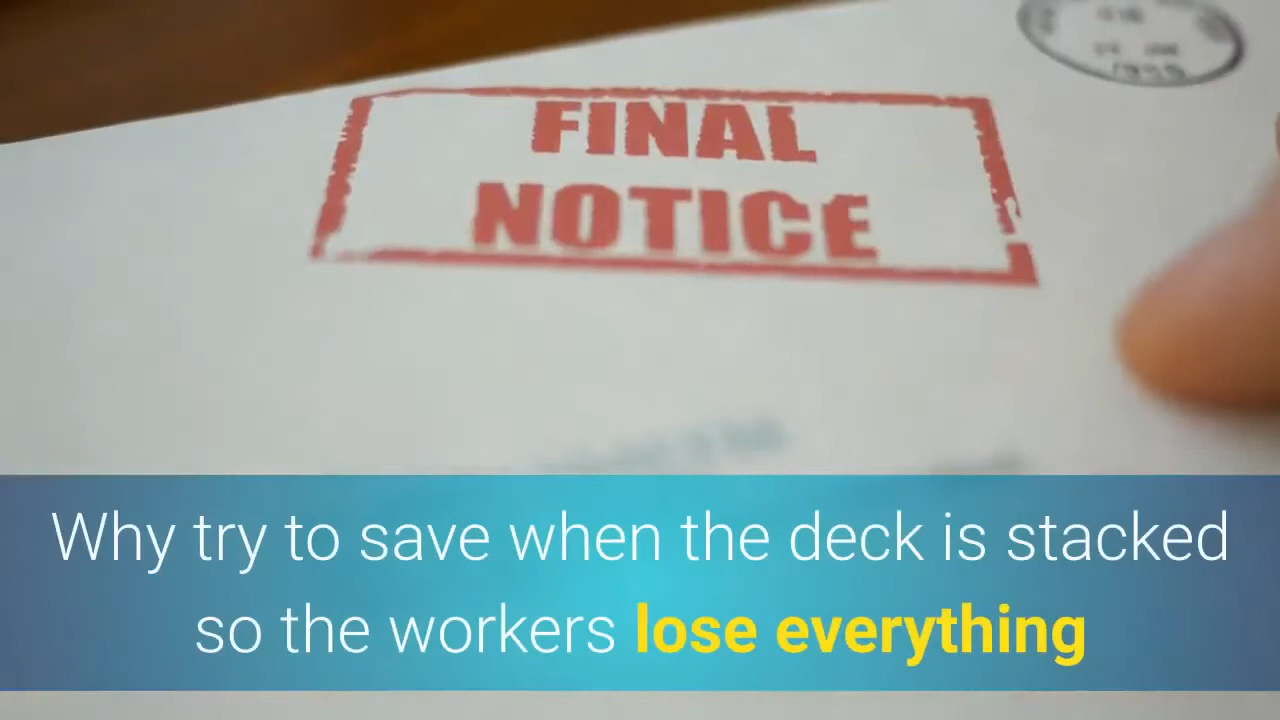 FINAL
NOTICE
Why try to save when the deck is stacked
so the workers lose everything